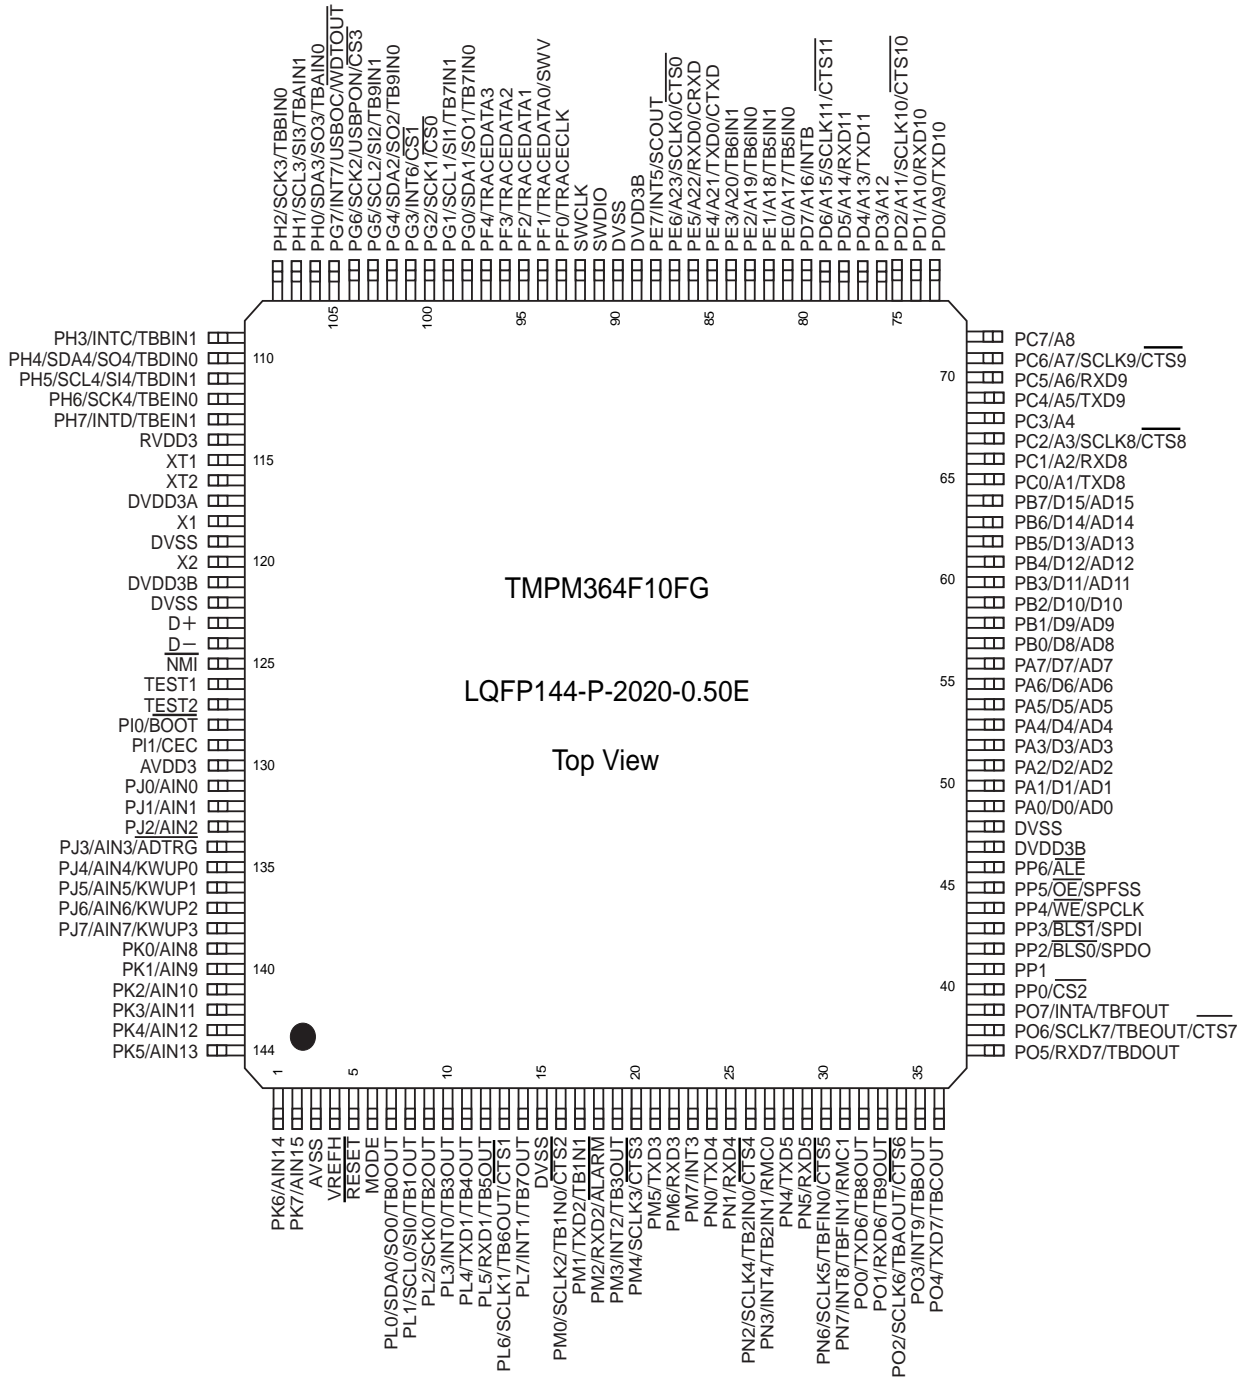 PH2/SCK3/TBBIN0
PH1/SCL3/SI3/TBAIN1
PH0/SDA3/SO3/TBAIN0
PG7/INT7/USBOC/WDTOUT
PG6/SCK2/USBPON/CS3
PG5/SCL2/SI2/TB9IN1
PG4/SDA2/SO2/TB9IN0
PG3/INT6/CS1
PG2/SCK1/CS0
PG1/SCL1/SI1/TB7IN1
PG0/SDA1/SO1/TB7IN0
PF4/TRACEDATA3
PF3/TRACEDATA2
PF2/TRACEDATA1
PF1/TRACEDATA0/SWV
PF0/TRACECLK
SWCLK
SWDIO
DVSS
DVDD3B
PE7/INT5/SCOUT
PE6/A23/SCLK0/CTS0
PE5/A22/RXD0/CRXD
PE4/A21/TXD0/CTXD
PE3/A20/TB6IN1
PE2/A19/TB6IN0
PE1/A18/TB5IN1
PE0/A17/TB5IN0
PD7/A16/INTB
PD6/A15/SCLK11/CTS11
PD5/A14/RXD11
PD4/A13/TXD11
PD3/A12
PD2/A11/SCLK10/CTS10
PD1/A10/RXD10
PD0/A9/TXD10
105
100
95
90
85
80
75
PH3/INTC/TBBIN1
PH4/SDA4/SO4/TBDIN0
PH5/SCL4/SI4/TBDIN1
PH6/SCK4/TBEIN0
PH7/INTD/TBEIN1
RVDD3
XT1
XT2
DVDD3A
X1
DVSS
X2
DVDD3B
DVSS
D+
D−
NMI
TEST1
TEST2
PI0/BOOT
PI1/CEC
AVDD3
PJ0/AIN0
PJ1/AIN1
PJ2/AIN2
PJ3/AIN3/ADTRG
PJ4/AIN4/KWUP0
PJ5/AIN5/KWUP1
PJ6/AIN6/KWUP2
PJ7/AIN7/KWUP3
PK0/AIN8
PK1/AIN9
PK2/AIN10
PK3/AIN11
PK4/AIN12
PK5/AIN13
110
115
120
125
130
135
140
144
TMPM364F10FG
LQFP144-P-2020-0.50E
Top View
70
65
60
55
50
45
40
PC7/A8
PC6/A7/SCLK9/CTS9
PC5/A6/RXD9
PC4/A5/TXD9
PC3/A4
PC2/A3/SCLK8/CTS8
PC1/A2/RXD8
PC0/A1/TXD8
PB7/D15/AD15
PB6/D14/AD14
PB5/D13/AD13
PB4/D12/AD12
PB3/D11/AD11
PB2/D10/D10
PB1/D9/AD9
PB0/D8/AD8
PA7/D7/AD7
PA6/D6/AD6
PA5/D5/AD5
PA4/D4/AD4
PA3/D3/AD3
PA2/D2/AD2
PA1/D1/AD1
PA0/D0/AD0
DVSS
DVDD3B
PP6/ALE
PP5/OE/SPFSS
PP4/WE/SPCLK
PP3/BLS1/SPDI
PP2/BLS0/SPDO
PP1
PP0/CS2
PO7/INTA/TBFOUT
PO6/SCLK7/TBEOUT/CTS7
PO5/RXD7/TBDOUT
1
5
10
15
20
25
30
35
PK6/AIN14
PK7/AIN15
AVSS
VREFH
RESET
MODE
PL0/SDA0/SO0/TB0OUT
PL1/SCL0/SI0/TB1OUT
PL2/SCK0/TB2OUT
PL3/INT0/TB3OUT
PL4/TXD1/TB4OUT
PL5/RXD1/TB5OUT
PL6/SCLK1/TB6OUT/CTS1
PL7/INT1/TB7OUT
DVSS
PM0/SCLK2/TB1IN0/CTS2
PM1/TXD2/TB1N1
PM2/RXD2/ALARM
PM3/INT2/TB3OUT
PM4/SCLK3/CTS3
PM5/TXD3
PM6/RXD3
PM7/INT3
PN0/TXD4
PN1/RXD4
PN2/SCLK4/TB2IN0/CTS4
PN3/INT4/TB2IN1/RMC0
PN4/TXD5
PN5/RXD5
PN6/SCLK5/TBFIN0/CTS5
PN7/INT8/TBFIN1/RMC1
PO0/TXD6/TB8OUT
PO1/RXD6/TB9OUT
PO2/SCLK6/TBAOUT/CTS6
PO3/INT9/TBBOUT
PO4/TXD7/TBCOUT